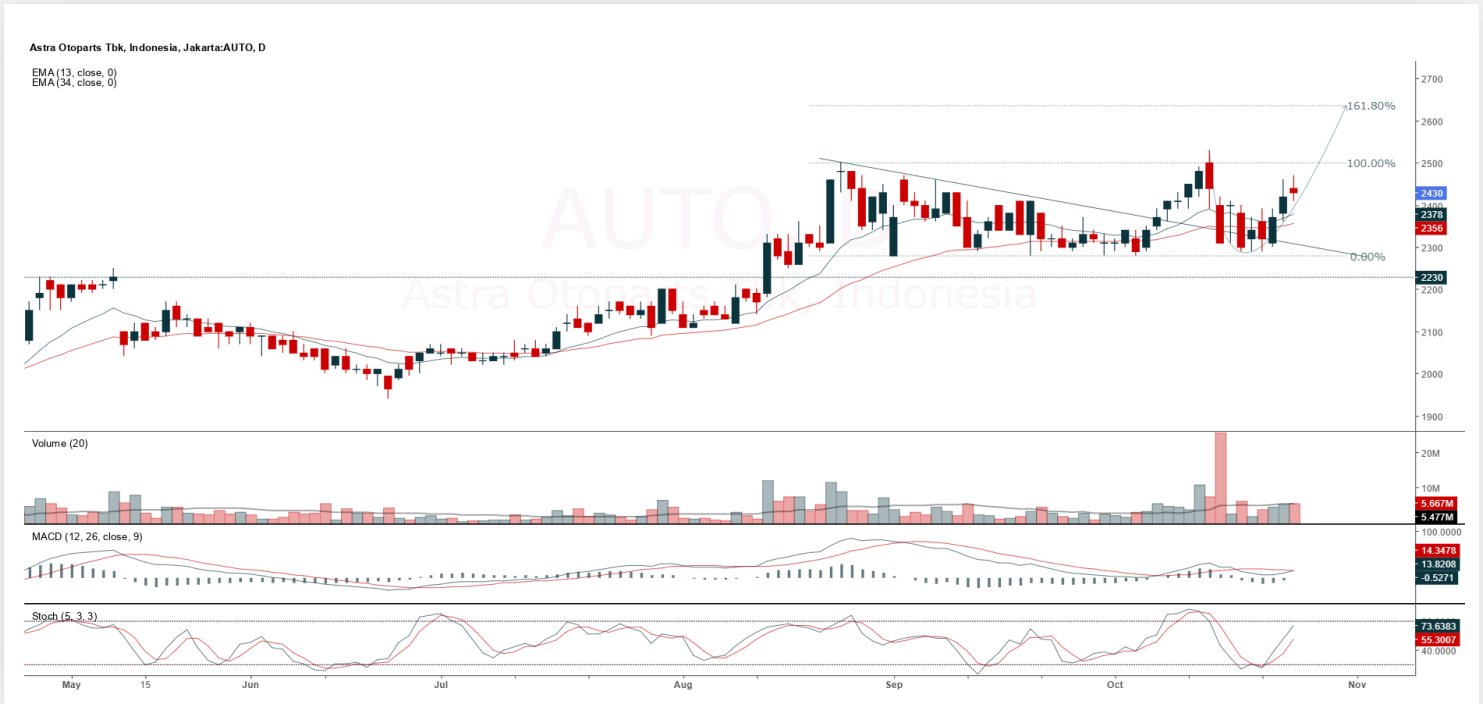 Astra Otoparts Tbk, Indonesia, Jakarta:AUTO, D
EMA (13, close, 0)
EMA (34, close, 0)
AUTO, D
Astra Otoparts Tbk, Indonesia
161.80%
100.00%
0.00%
2700
2600
2500
2430
2400
2378
2356
2300
2230
2200
2100
2000
1900
Volume (20)
20M
10M
5.667M
5.477M
MACD (12, 26, close, 9)
100.0000
14.3478
13.8208
-0.5271
Stoch (5, 3, 3)
73.6383
55.3007
40.0000
May 15 Jun Jul Aug Sep Oct Nov